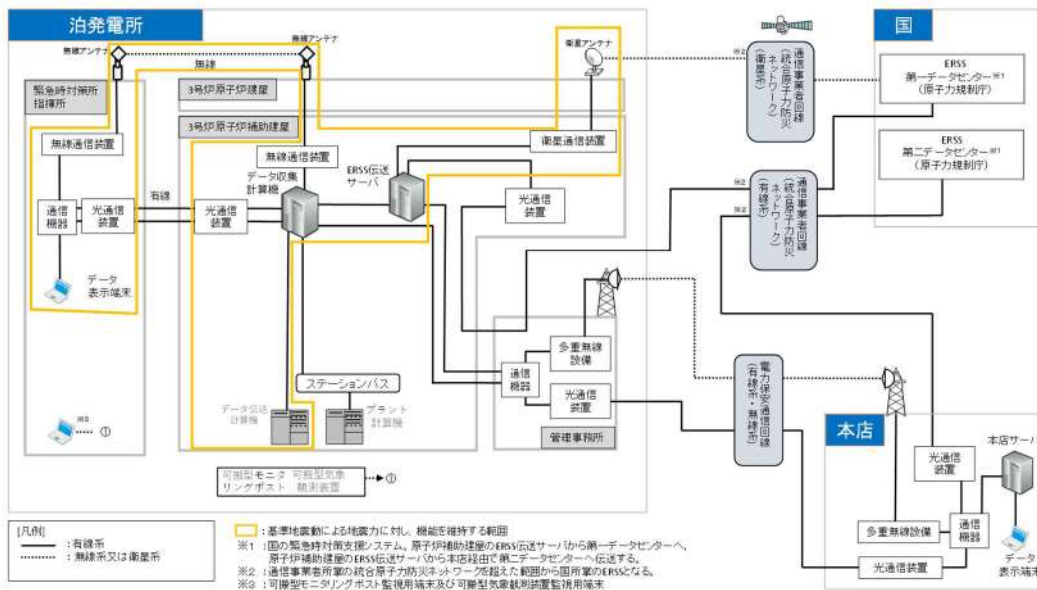 泊発電所
無線アンテナ
無線アンテナ
無線
衛星アンテナ
緊急時対策所
指揮所
3号炉原子炉建屋
3号炉原子炉補助建屋
無線通信装置
無線通信装置
衛星通信装置
データ収集
計算機
ERSS伝送
サーバ
有線
通信
機器
光通信
装置
光通信
装置
光通信
装置
データ
表示端末
多重無線
設備
通信
機器
光通信
装置
管理事務所
ステーションバス
データ伝送
計算機
プラント
計算機
※3
①
可搬型モニタ 可搬型気象
リングポスト 観測装置
①
※2
通信事業者回線
(統合原子力防災
ネットワーク)
(衛星系)
※2
※2
通信事業者回線
(統合原子力防災
ネットワーク)
(有線系)
電力保安通信回線
(有線系・無線系)
国
ERSS
第一データセンター※1
(原子力規制庁)
ERSS
第二データセンター※1
(原子力規制庁)
本店
本店サーバ
光通信
装置
多重無線設備
通信
機器
光通信装置
データ
表示端末
[凡例]
:有線系
:無線系又は衛星系
:基準地震動による地震力に対し、機能を維持する範囲
※1 :国の緊急時対策支援システム。原子炉補助建屋のERSS伝送サーバから第一データセンターへ、
原子炉補助建屋のERSS伝送サーバから本店経由で第二データセンターへ伝送する。
※2 :通信事業者所掌の統合原子力防災ネットワークを超えた範囲から国所掌のERSSとなる。
※3 :可搬型モニタリングポスト監視用端末及び可搬型気象観測装置監視用端末